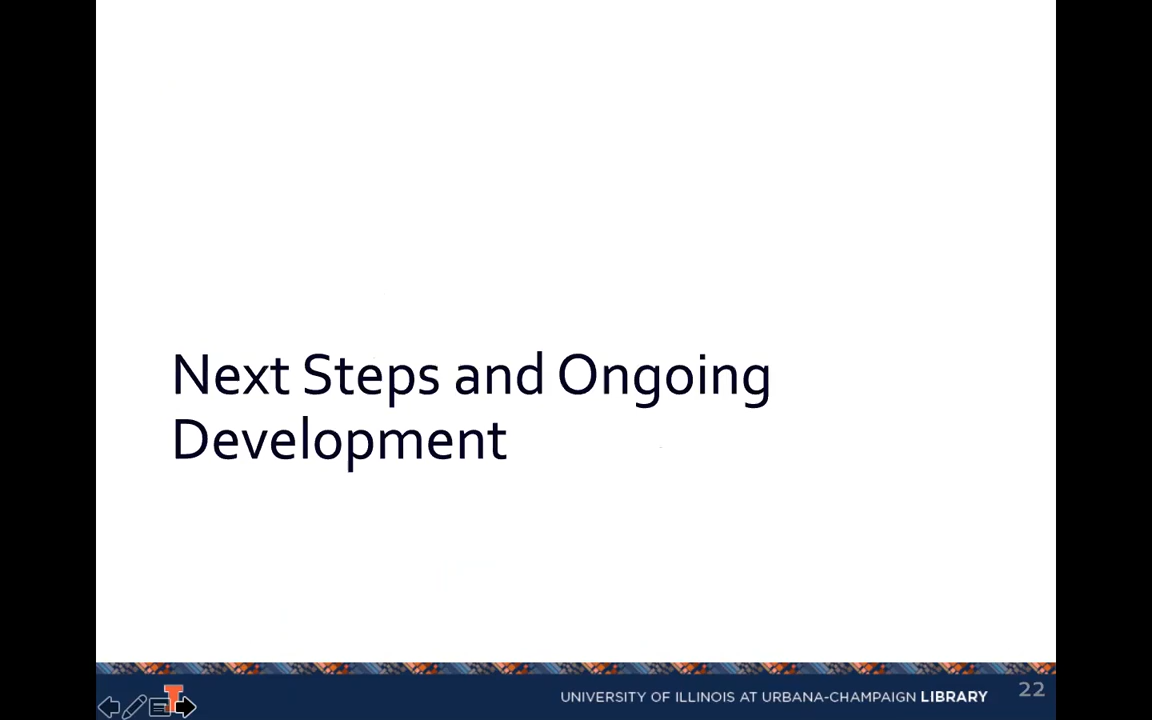 Next Steps and Ongoing
Development
UNIVERSITY OF ILLINOIS AT URBANA-CHAMPAIGN LIBRARY
22